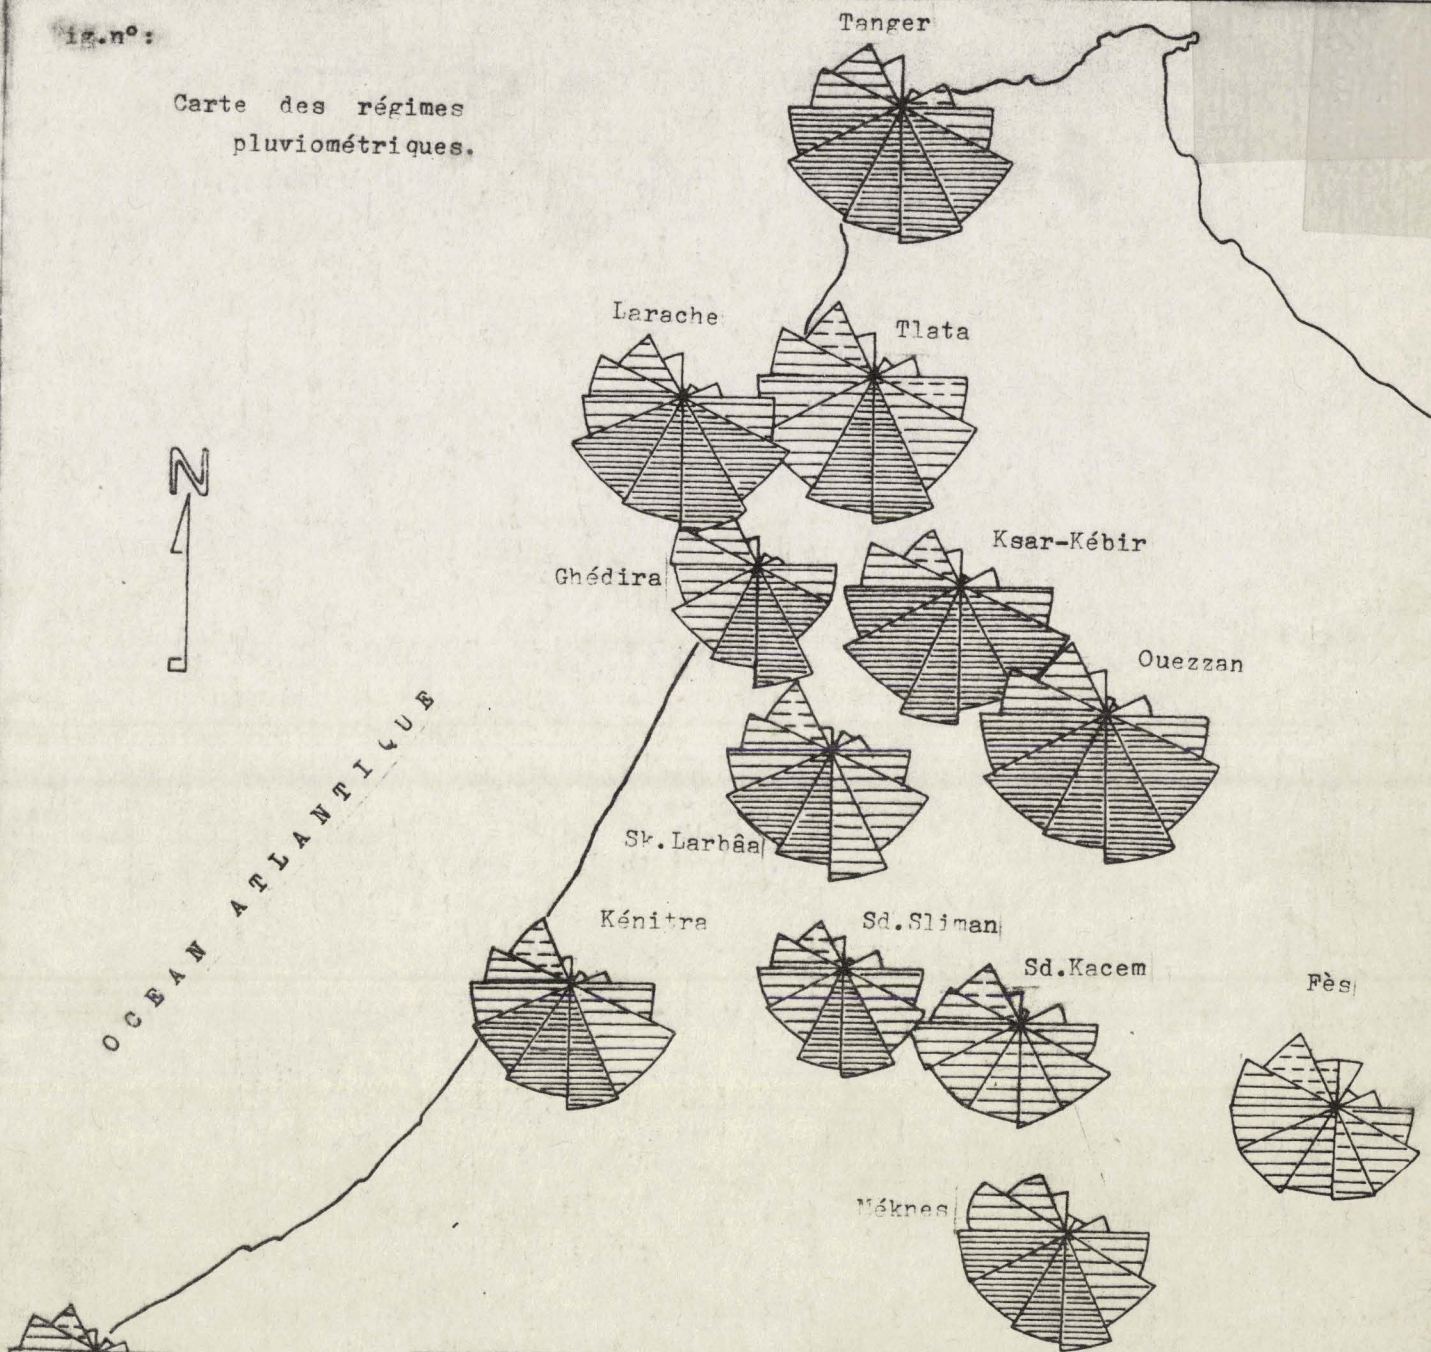 ig.n°:
Carte des régimes
pluviométriques.
Tanger
Larache
Tlata
N
Ksar-Kébir
Ghédira
Ouezzan
OCEAN ATLANTIQUE
Sk.Larbâa
Kénitra
Sd.Sliman
Sd.Kacem
Fès
Méknes